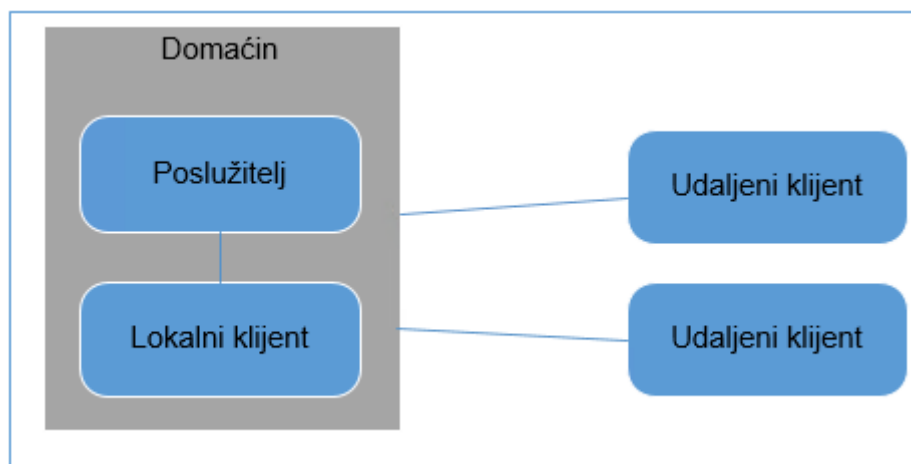 Domaćin
Poslužitelj
Udaljeni klijent
Lokalni klijent
Udaljeni klijent